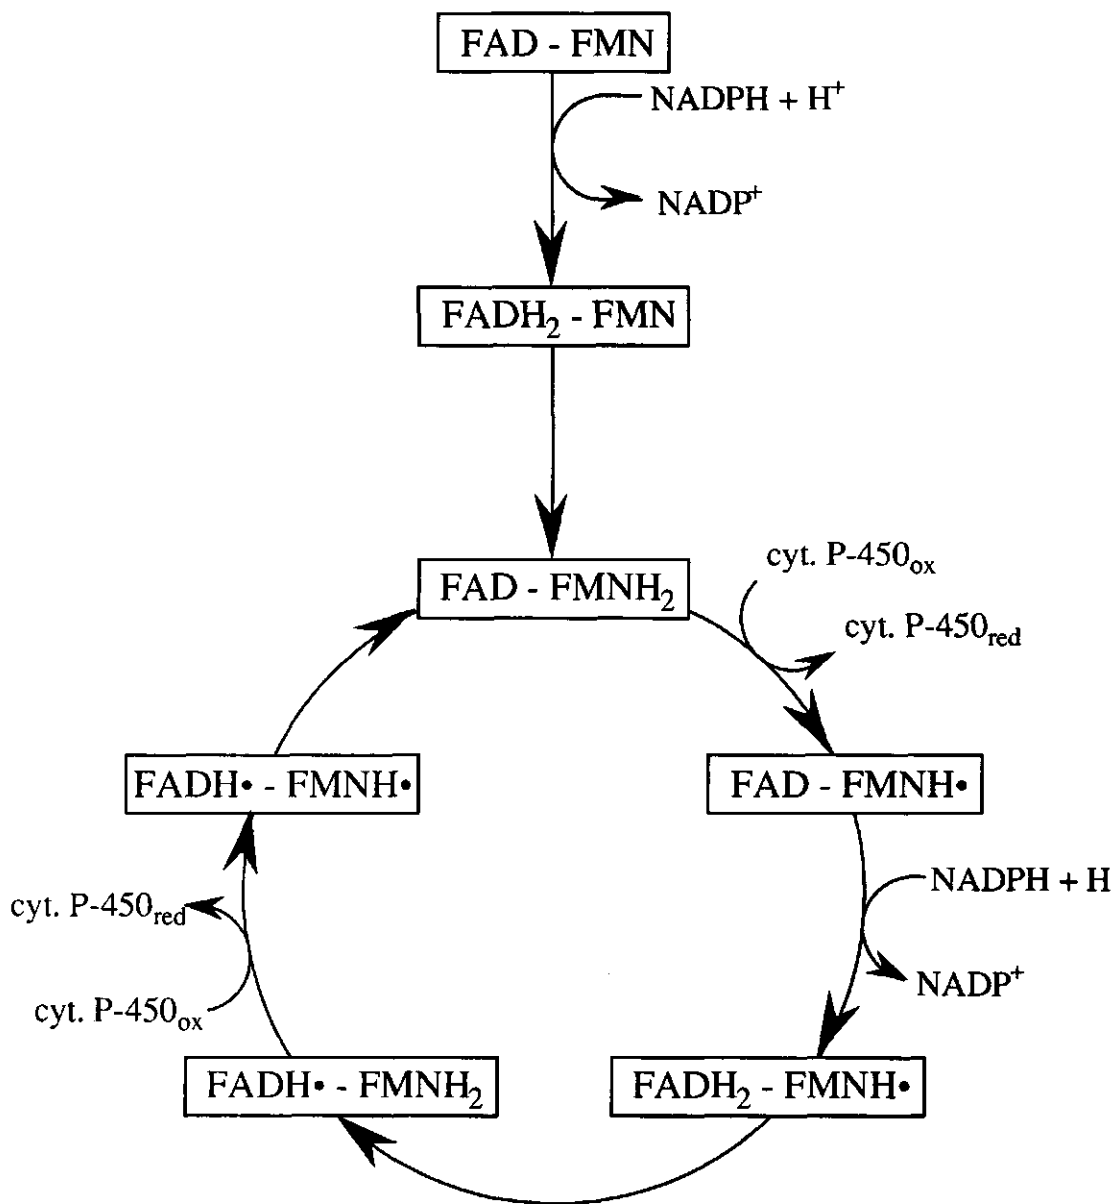 FAD - FMN
NADPH + H⁺
NADP⁺
FADH₂ - FMN
FAD - FMNH₂
cyt. P-450ox
cyt. P-450red
FADH• - FMNH•
FAD - FMNH•
NADPH + H
cyt. P-450red
NADP⁺
cyt. P-450ox
FADH• - FMNH₂
FADH₂ - FMNH•